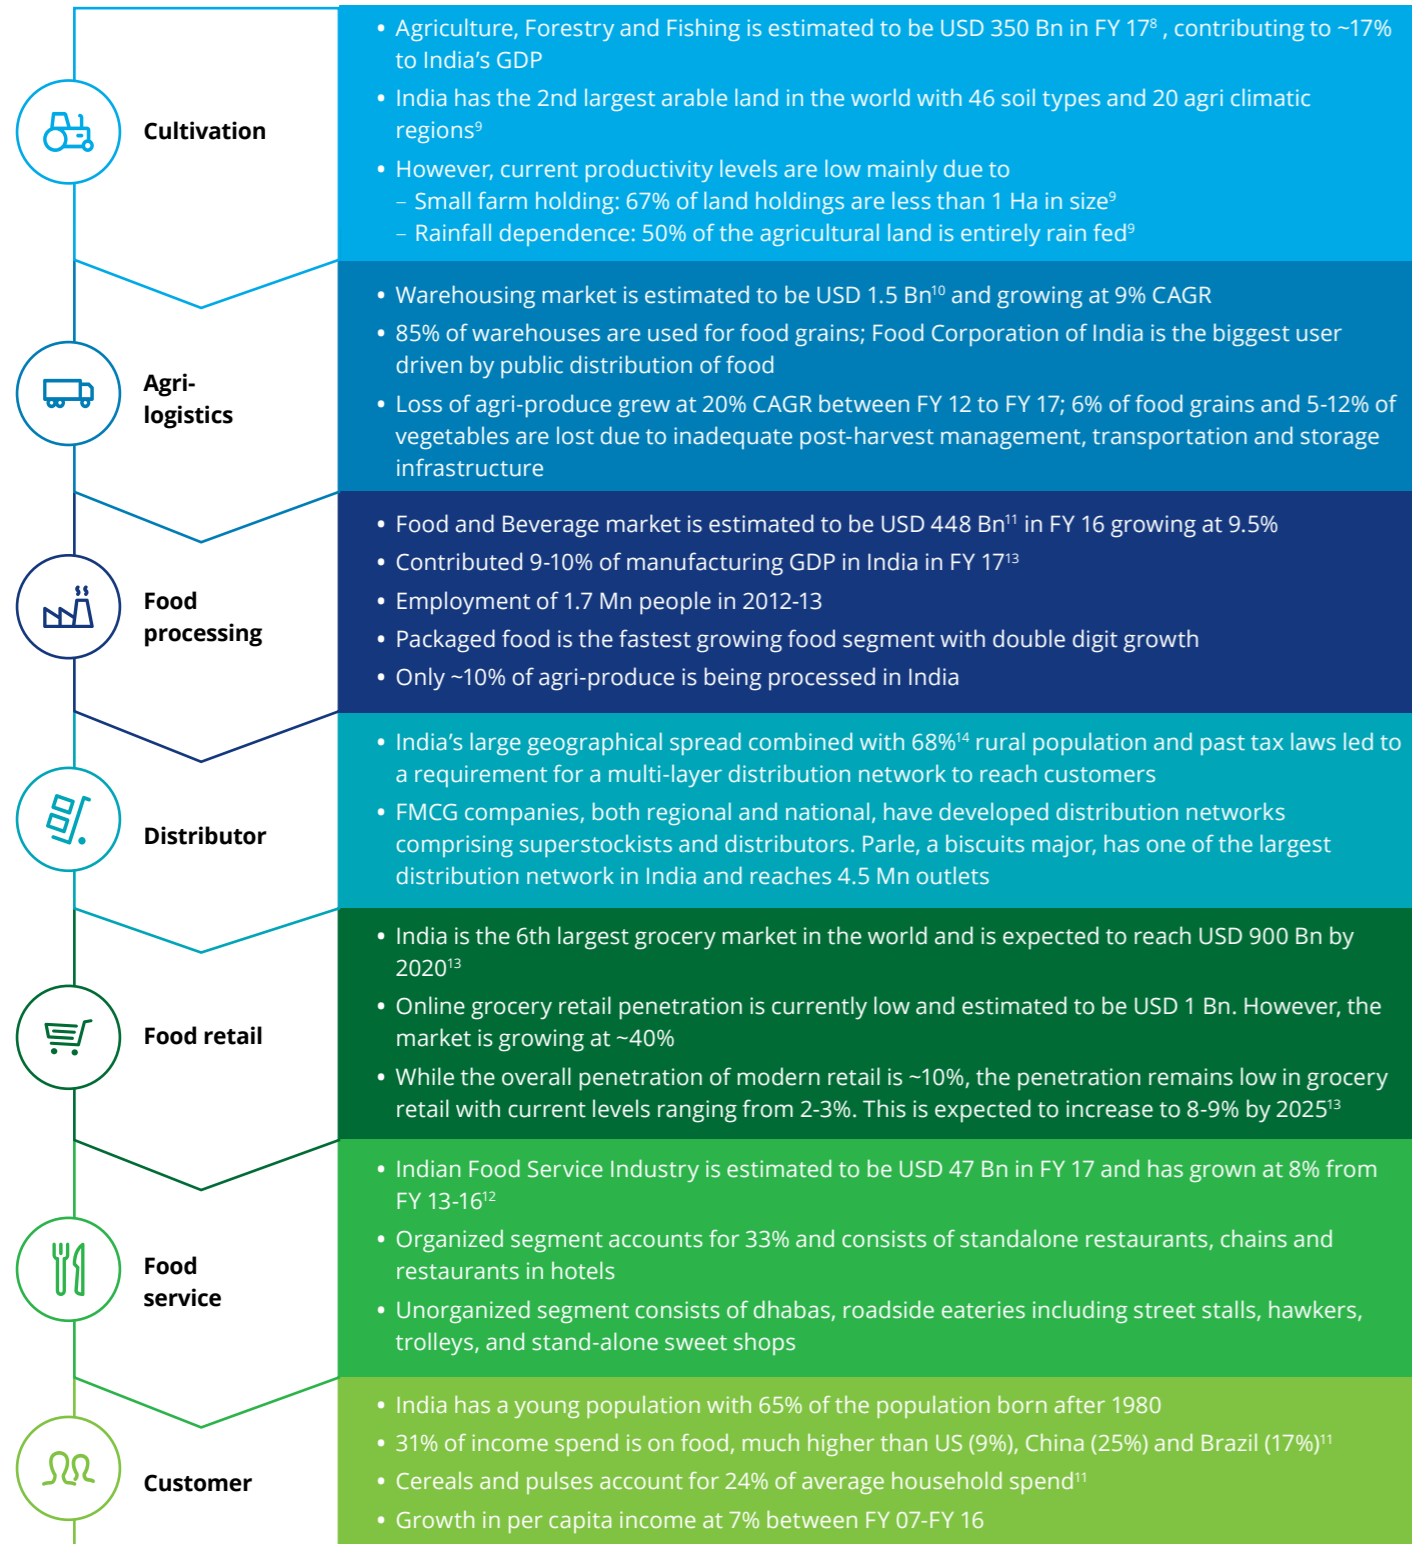 • Agriculture, Forestry and Fishing is estimated to be USD 350 Bn in FY 17⁸ , contributing to ~17%
to India’s GDP
• India has the 2nd largest arable land in the world with 46 soil types and 20 agri climatic
regions⁹
Cultivation
• However, current productivity levels are low mainly due to
– Small farm holding: 67% of land holdings are less than 1 Ha in size⁹
– Rainfall dependence: 50% of the agricultural land is entirely rain fed⁹
• Warehousing market is estimated to be USD 1.5 Bn¹⁰ and growing at 9% CAGR
• 85% of warehouses are used for food grains; Food Corporation of India is the biggest user
driven by public distribution of food
Agri-
logistics
• Loss of agri-produce grew at 20% CAGR between FY 12 to FY 17; 6% of food grains and 5-12% of
vegetables are lost due to inadequate post-harvest management, transportation and storage
infrastructure
• Food and Beverage market is estimated to be USD 448 Bn¹¹ in FY 16 growing at 9.5%
• Contributed 9-10% of manufacturing GDP in India in FY 17¹³
Food
processing
• Employment of 1.7 Mn people in 2012-13
• Packaged food is the fastest growing food segment with double digit growth
• Only ~10% of agri-produce is being processed in India
• India’s large geographical spread combined with 68%¹⁴ rural population and past tax laws led to
a requirement for a multi-layer distribution network to reach customers
Distributor
• FMCG companies, both regional and national, have developed distribution networks
comprising superstockists and distributors. Parle, a biscuits major, has one of the largest
distribution network in India and reaches 4.5 Mn outlets
• India is the 6th largest grocery market in the world and is expected to reach USD 900 Bn by
2020¹³
Food retail
• Online grocery retail penetration is currently low and estimated to be USD 1 Bn. However, the
market is growing at ~40%
• While the overall penetration of modern retail is ~10%, the penetration remains low in grocery
retail with current levels ranging from 2-3%. This is expected to increase to 8-9% by 2025¹³
• Indian Food Service Industry is estimated to be USD 47 Bn in FY 17 and has grown at 8% from
FY 13-16¹²
Food
service
• Organized segment accounts for 33% and consists of standalone restaurants, chains and
restaurants in hotels
• Unorganized segment consists of dhabas, roadside eateries including street stalls, hawkers,
trolleys, and stand-alone sweet shops
• India has a young population with 65% of the population born after 1980
• 31% of income spend is on food, much higher than US (9%), China (25%) and Brazil (17%)¹¹
Customer
• Cereals and pulses account for 24% of average household spend¹¹
• Growth in per capita income at 7% between FY 07-FY 16